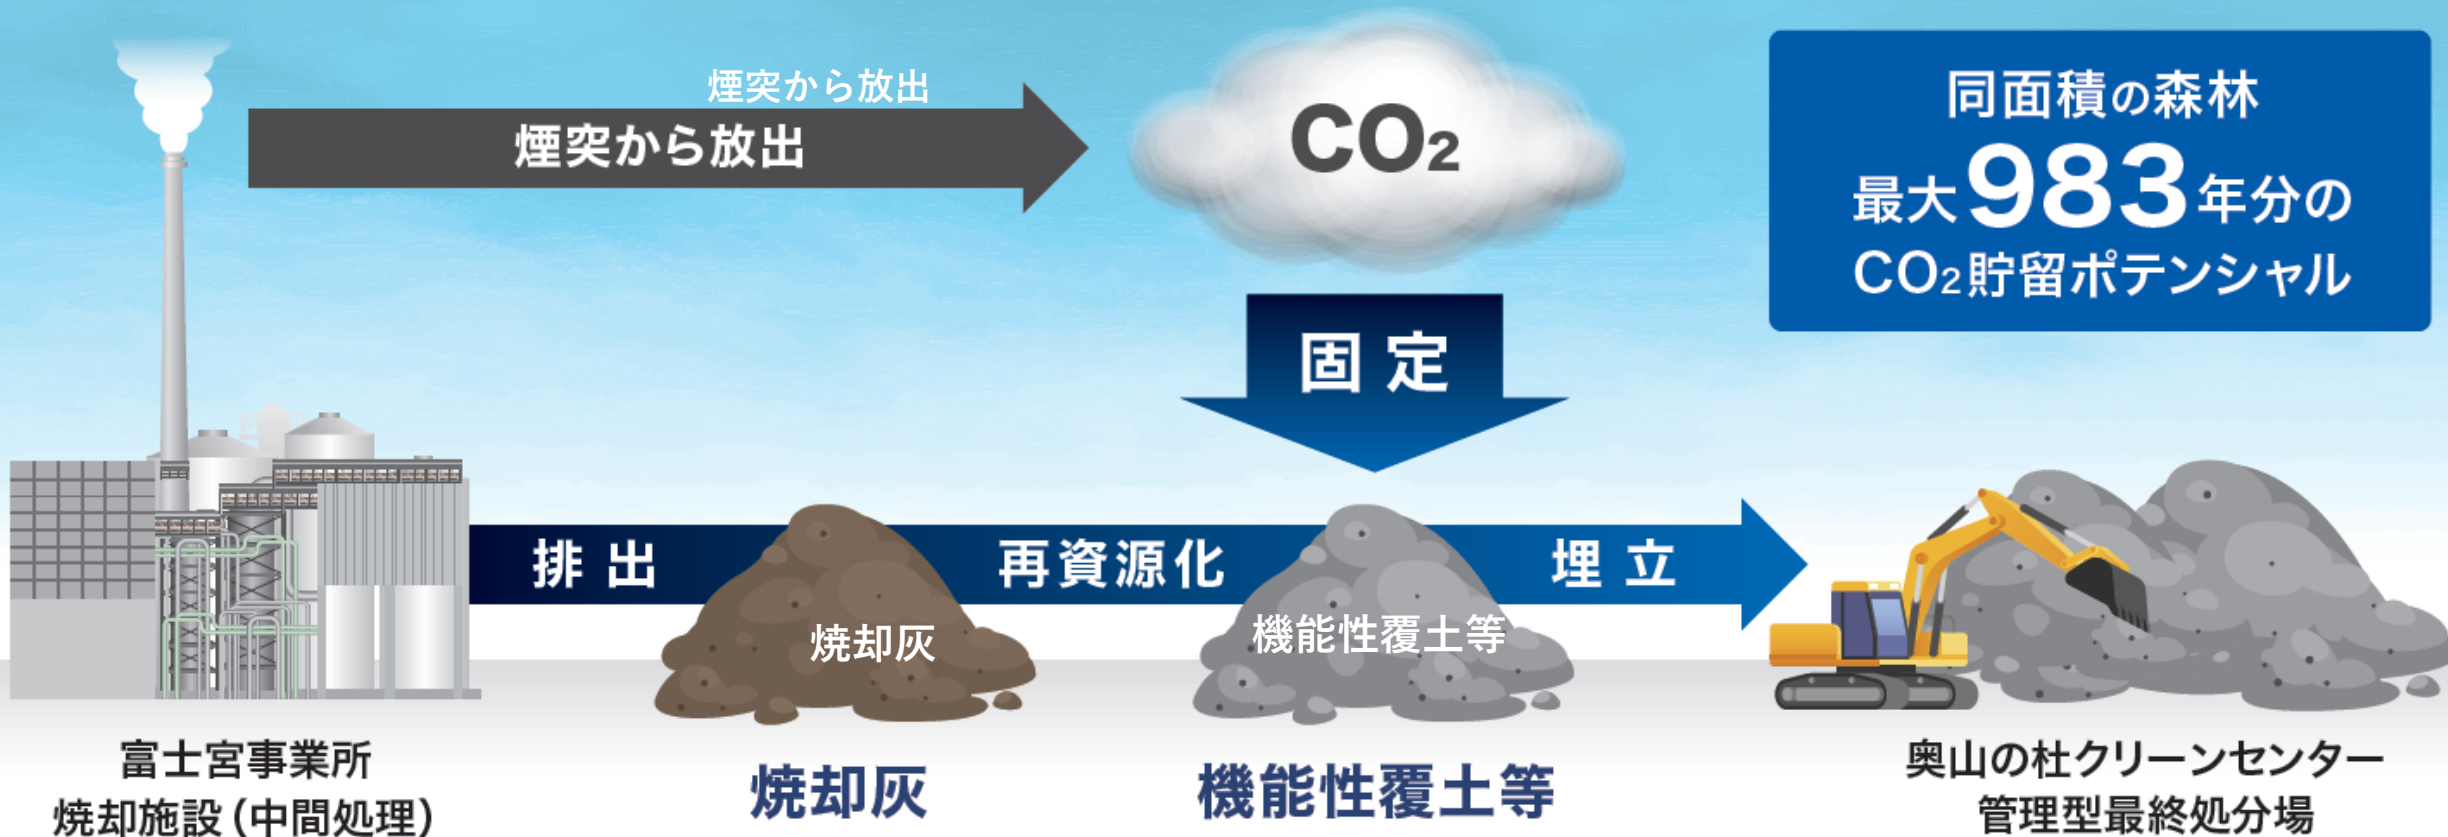 煙突から放出
煙突から放出
CO2
同面積の森林
最大983年分の
CO2貯留ポテンシャル
固定
排出
再資源化
埋立
焼却灰
機能性覆土等
富士宮事業所
焼却施設(中間処理)
焼却灰
機能性覆土等
奥山の杜クリーンセンター
管理型最終処分場